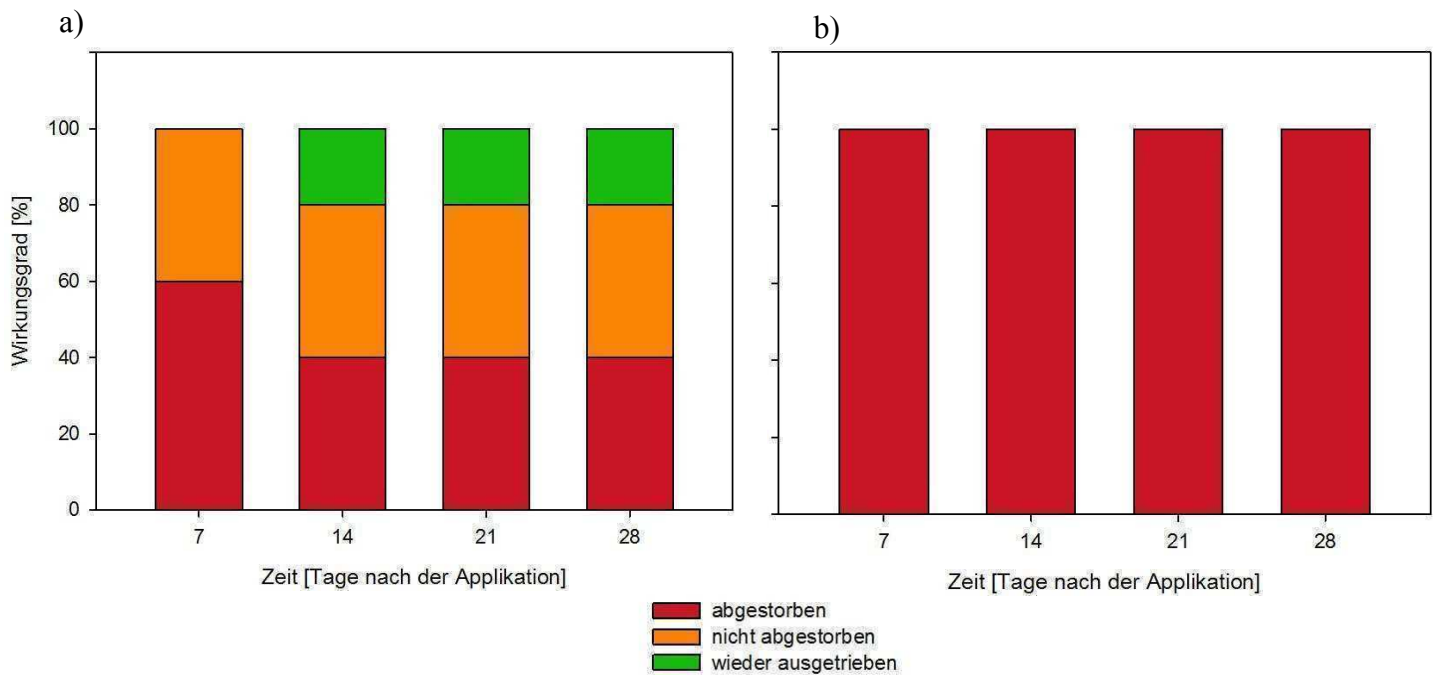 a)
b)
Wirkungsgrad [%]
100
80
60
40
20
0
7 14 21 28
Zeit [Tage nach der Applikation]
7 14 21 28
Zeit [Tage nach der Applikation]
abgestorben
nicht abgestorben
wieder ausgetrieben